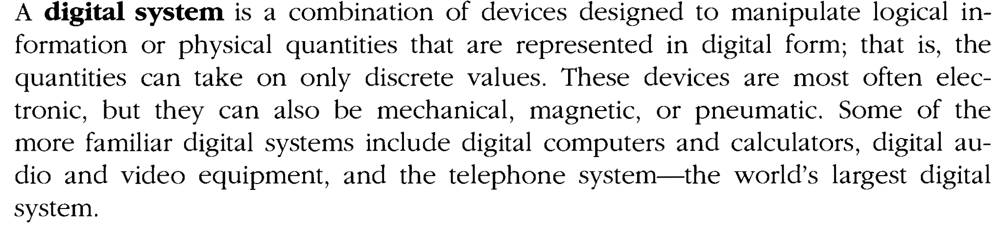 A digital system is a combination of devices designed to manipulate logical in-
formation or physical quantities that are represented in digital form; that is, the
quantities can take on only discrete values. These devices are most often elec-
tronic, but they can also be mechanical, magnetic, or pneumatic. Some of the
more familiar digital systems include digital computers and calculators, digital au-
dio and video equipment, and the telephone system—the world’s largest digital
system.